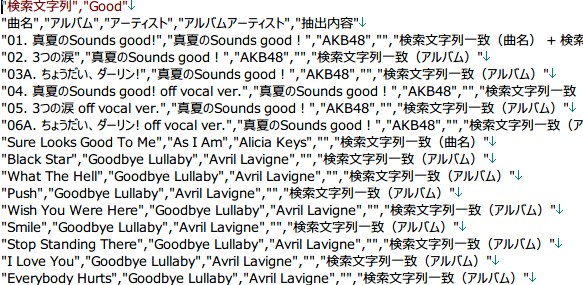 "検索文字列","Good"↓
"曲名","アルバム","アーティスト","アルバムアーティスト","抽出内容"↓
"01. 真夏のSounds good!","真夏のSounds good！","AKB48","","検索文字列一致（曲名） + 検索
"02. 3つの涙","真夏のSounds good！","AKB48","","検索文字列一致（アルバム）"↓
"03A. ちょうだい、ダーリン!","真夏のSounds good！","AKB48","","検索文字列一致（アルバム）"↓
"04. 真夏のSounds good! off vocal ver.","真夏のSounds good！","AKB48","","検索文字列一致
"05. 3つの涙 off vocal ver.","真夏のSounds good！","AKB48","","検索文字列一致（アルバム）"↓
"06A. ちょうだい、ダーリン! off vocal ver.","真夏のSounds good！","AKB48","","検索文字列一致（ア
"Sure Looks Good To Me","As I Am","Alicia Keys","","検索文字列一致（曲名）"↓
"Black Star","Goodbye Lullaby","Avril Lavigne","","検索文字列一致（アルバム）"↓
"What The Hell","Goodbye Lullaby","Avril Lavigne","","検索文字列一致（アルバム）"↓
"Push","Goodbye Lullaby","Avril Lavigne","","検索文字列一致（アルバム）"↓
"Wish You Were Here","Goodbye Lullaby","Avril Lavigne","","検索文字列一致（アルバム）"↓
"Smile","Goodbye Lullaby","Avril Lavigne","","検索文字列一致（アルバム）"↓
"Stop Standing There","Goodbye Lullaby","Avril Lavigne","","検索文字列一致（アルバム）"↓
"I Love You","Goodbye Lullaby","Avril Lavigne","","検索文字列一致（アルバム）"↓
"Everybody Hurts","Goodbye Lullaby","Avril Lavigne","","検索文字列一致（アルバム）"↓